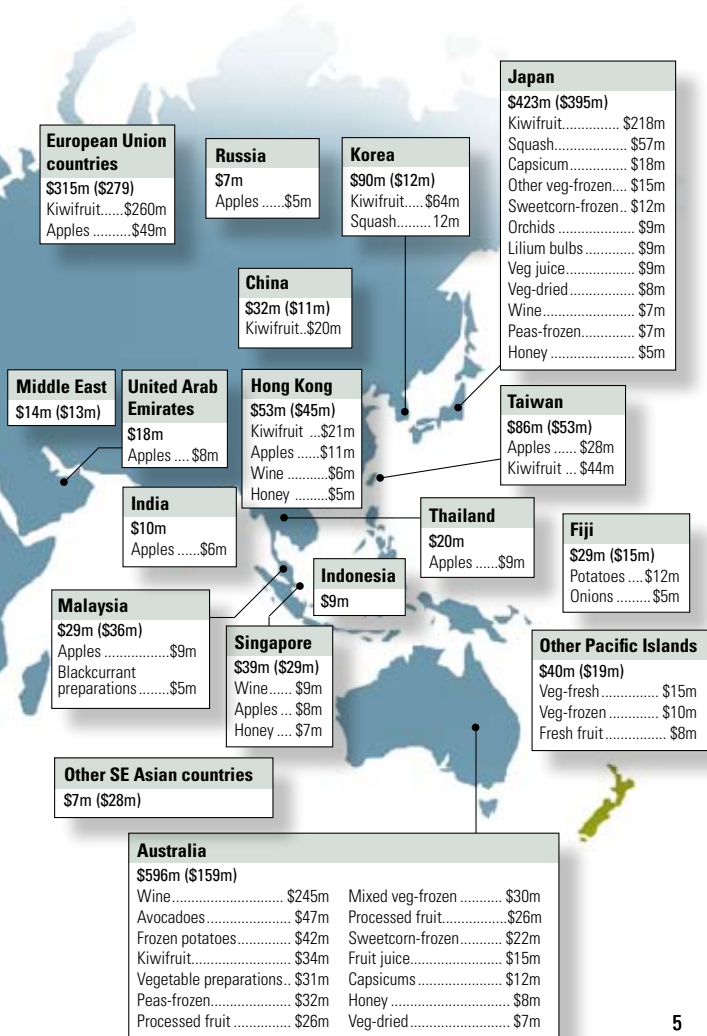 European Union
countries
$315m ($279)
Kiwifruit......$260m
Apples ..........$49m
Russia
$7m
Apples ......$5m
Korea
$90m ($12m)
Kiwifruit..... $64m
Squash......... 12m
Japan
$423m ($395m)
Kiwifruit............... $218m
Squash................... $57m
Capsicum................ $18m
Other veg-frozen.... $15m
Sweetcorn-frozen.. $12m
Orchids .................... $9m
Lilium bulbs............. $9m
Veg juice................. $9m
Veg-dried................ $8m
Wine....................... $7m
Peas-frozen............. $7m
Honey ..................... $5m
China
$32m ($11m)
Kiwifruit..$20m
Middle East
$14m ($13m)
United Arab
Emirates
$18m
Apples .... $8m
Hong Kong
$53m ($45m)
Kiwifruit ...$21m
Apples ......$11m
Wine ..........$6m
Honey .........$5m
Taiwan
$86m ($53m)
Apples ...... $28m
Kiwifruit ... $44m
India
$10m
Apples ......$6m
Thailand
$20m
Apples ......$9m
Fiji
$29m ($15m)
Potatoes ....$12m
Onions .........$5m
Indonesia
$9m
Malaysia
$29m ($36m)
Apples ................$9m
Blackcurrant
preparations ........$5m
Singapore
$39m ($29m)
Wine...... $9m
Apples ... $8m
Honey .... $7m
Other Pacific Islands
$40m ($19m)
Veg-fresh.............. $15m
Veg-frozen ............ $10m
Fresh fruit............... $8m
Other SE Asian countries
$7m ($28m)
Australia
$596m ($159m)
Wine............................ $245m
Avocadoes..................... $47m
Frozen potatoes............. $42m
Kiwifruit......................... $34m
Vegetable preparations.. $31m
Peas-frozen.................... $32m
Processed fruit .............. $26m
Mixed veg-frozen .......... $30m
Processed fruit................$26m
Sweetcorn-frozen.......... $22m
Fruit juice....................... $15m
Capsicums ..................... $12m
Honey ............................. $8m
Veg-dried........................ $7m
5